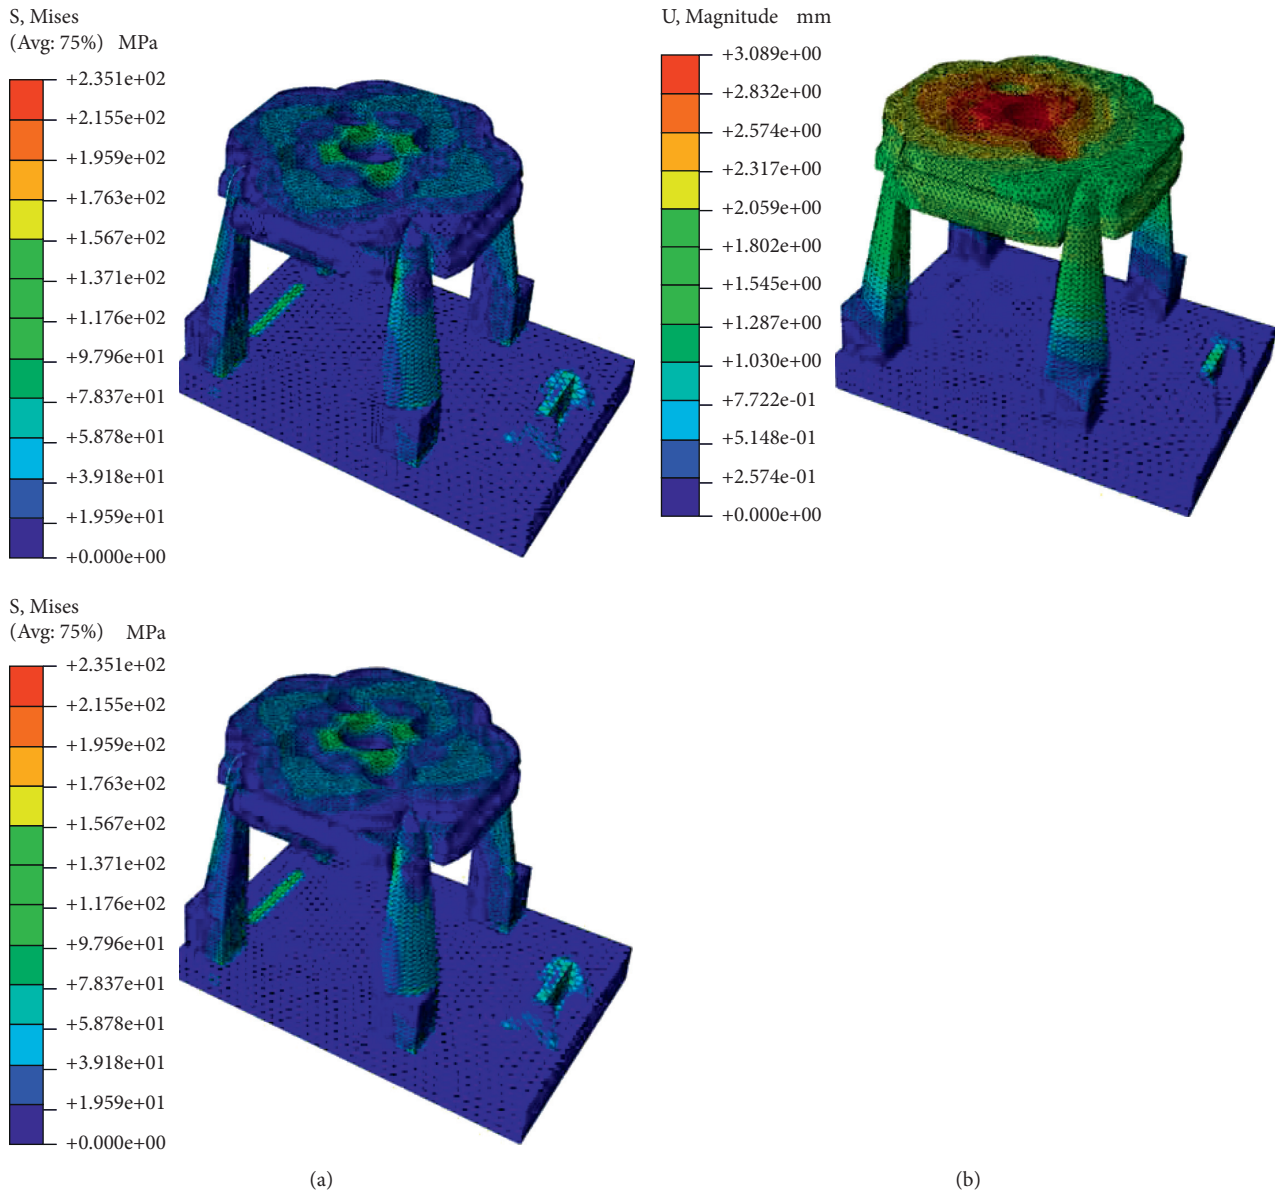 S, Mises
(Avg: 75%) MPa
+2.351e+02
+2.155e+02
+1.959e+02
+1.763e+02
+1.567e+02
+1.371e+02
+1.176e+02
+9.796e+01
+7.837e+01
+5.878e+01
+3.918e+01
+1.959e+01
+0.000e+00
U, Magnitude mm
+3.089e+00
+2.832e+00
+2.574e+00
+2.317e+00
+2.059e+00
+1.802e+00
+1.545e+00
+1.287e+00
+1.030e+00
+7.722e-01
+5.148e-01
+2.574e-01
+0.000e+00
S, Mises
(Avg: 75%) MPa
+2.351e+02
+2.155e+02
+1.959e+02
+1.763e+02
+1.567e+02
+1.371e+02
+1.176e+02
+9.796e+01
+7.837e+01
+5.878e+01
+3.918e+01
+1.959e+01
+0.000e+00
(a)
(b)